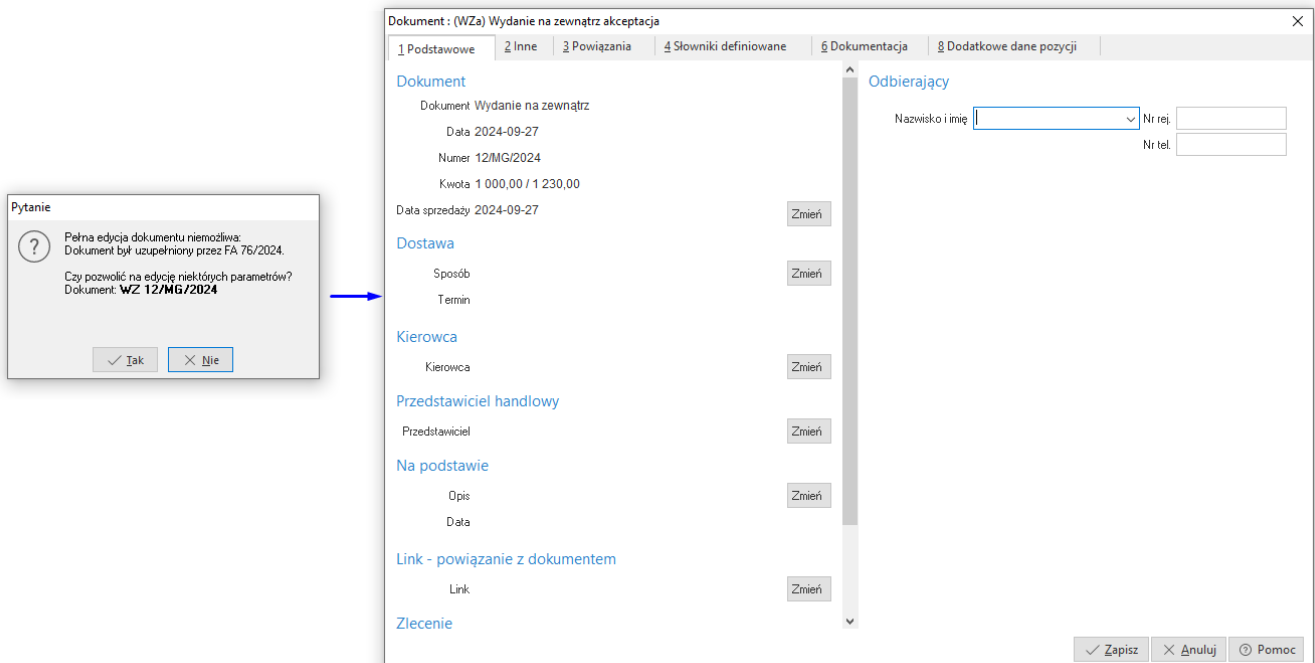 Pytanie
Pełna edycja dokumentu niemożliwa:
Dokument był uzupełniony przez FA 76/2024.
Czy pozwolić na edycję niektórych parametrów?
Dokument: WZ 12/MG/2024
Tak
Nie
Dokument : (WZa) Wydanie na zewnątrz akceptacja
1 Podstawowe 2 Inne 3 Powiązania 4 Słowniki definiowane 6 Dokumentacja 8 Dodatkowe dane pozycji
Dokument
Dokument Wydanie na zewnątrz
Data 2024-09-27
Numer 12/MG/2024
Kwota 1 000,00 / 1 230,00
Data sprzedaży 2024-09-27 Zmień
Dostawa
Sposób Zmień
Termin
Kierowca
Kierowca Zmień
Przedstawiciel handlowy
Przedstawiciel Zmień
Na podstawie
Opis Zmień
Data
Link - powiązanie z dokumentem
Link Zmień
Zlecenie
Odbierający
Nazwisko i imię Nr rej.
Nr tel.
Zapisz Anuluj Pomoc